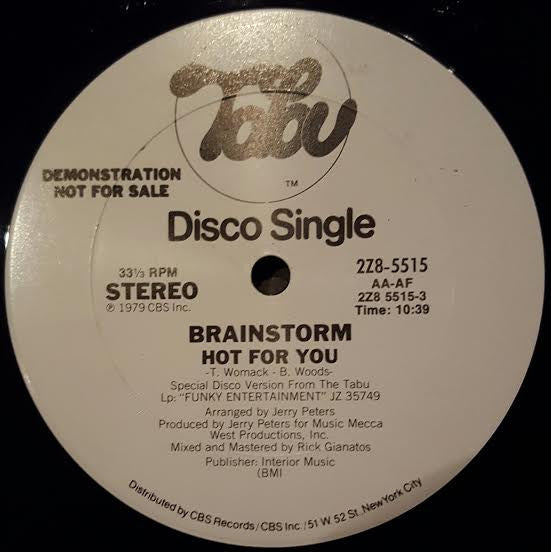 Tabu
TM
DEMONSTRATION
NOT FOR SALE
Disco Single
33⅓ RPM
STEREO
℗ 1979 CBS Inc.
2Z8-5515
AA-AF
2Z8 5515-3
Time: 10:39
BRAINSTORM
HOT FOR YOU
-T. Womack - B. Woods-
Special Disco Version From The Tabu
Lp: "FUNKY ENTERTAINMENT" JZ 35749
Arranged by Jerry Peters
Produced by Jerry Peters for Music Mecca
West Productions, Inc.
Mixed and Mastered by Rick Gianatos
Publisher: Interior Music
(BMI
Distributed by CBS Records/CBS Inc./51 W. 52 St. New York City